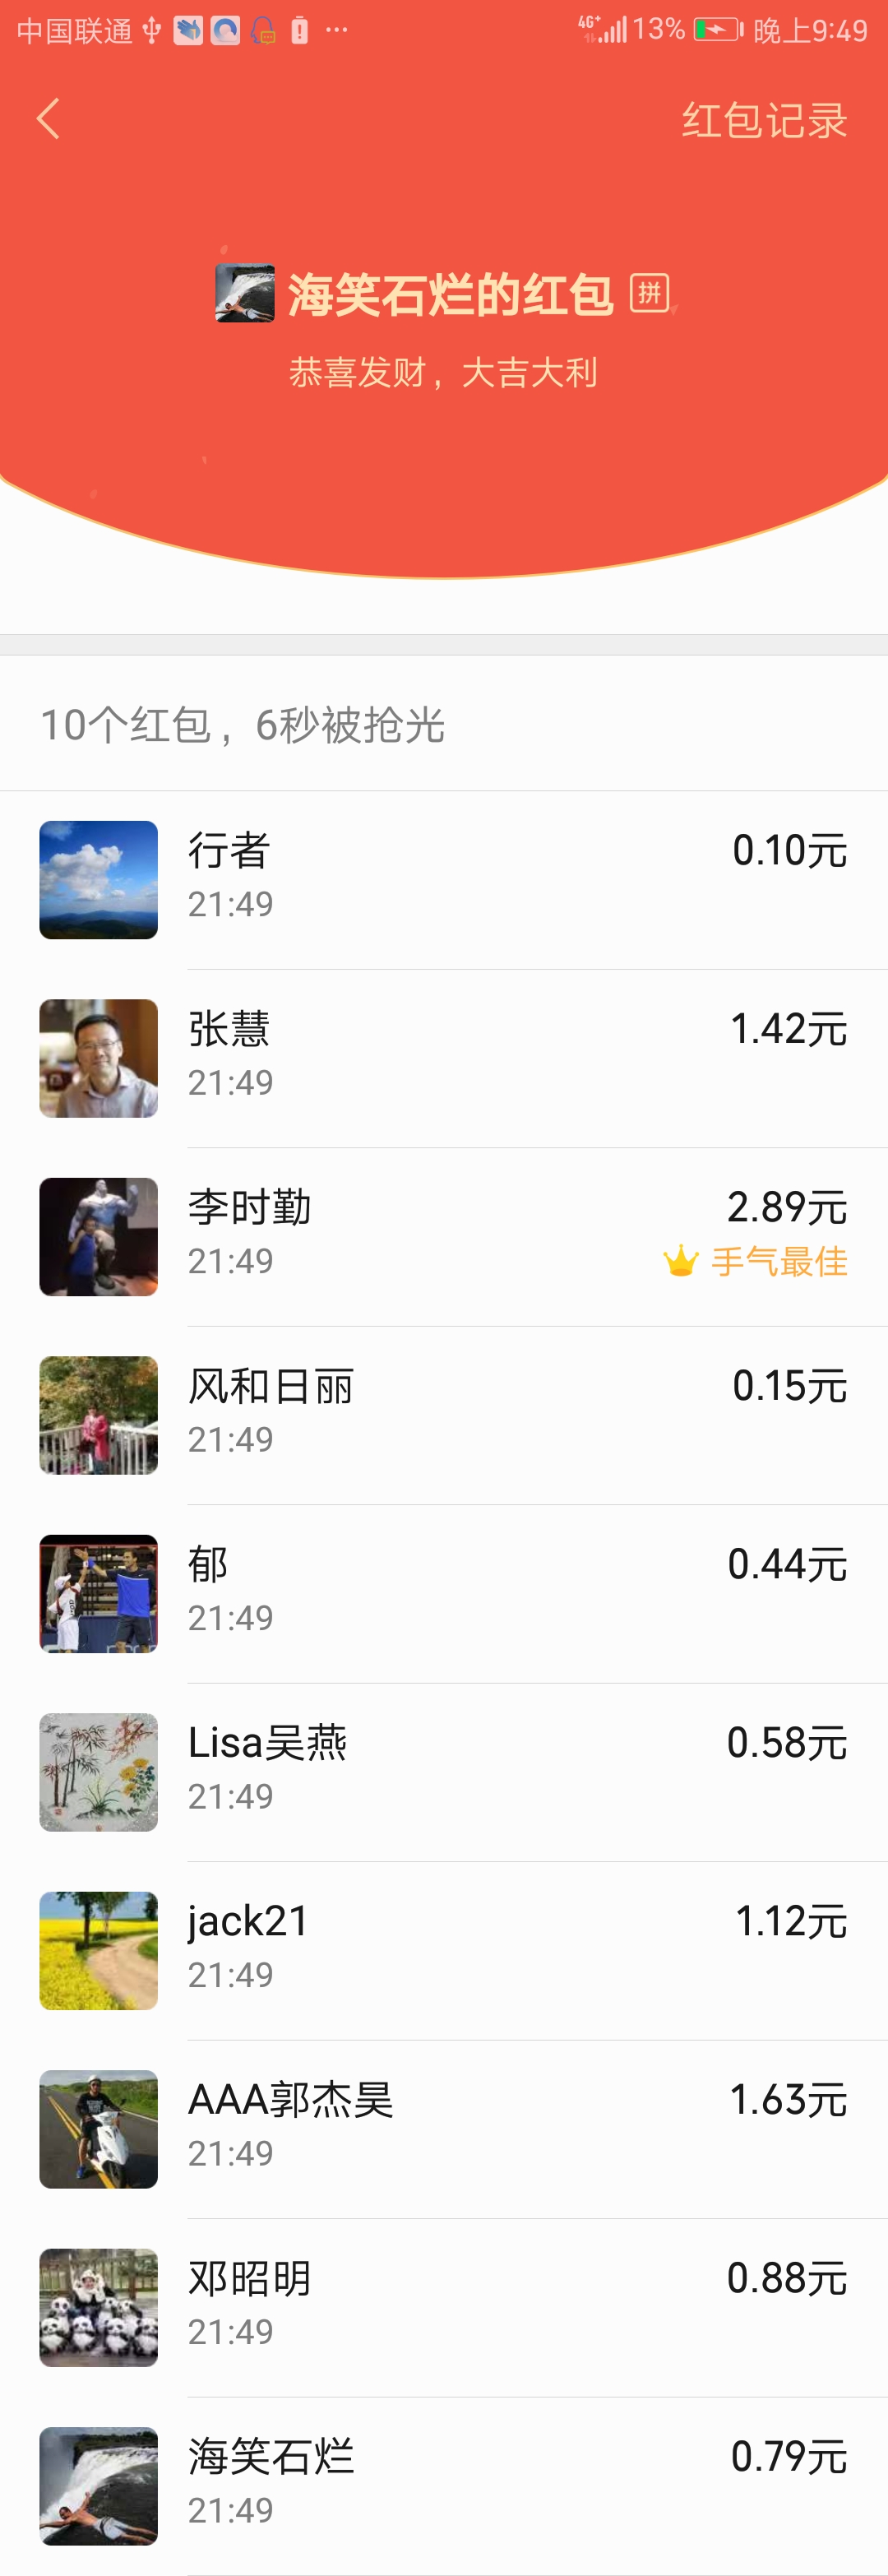 中国联通 4G+ 13% 晚上9:49
红包记录
海笑石烂的红包 拼
恭喜发财，大吉大利
10个红包，6秒被抢光
行者 0.10元
21:49
张慧 1.42元
21:49
李时勤 2.89元
21:49 手气最佳
风和日丽 0.15元
21:49
郁 0.44元
21:49
Lisa吴燕 0.58元
21:49
jack21 1.12元
21:49
AAA郭杰昊 1.63元
21:49
邓昭明 0.88元
21:49
海笑石烂 0.79元
21:49